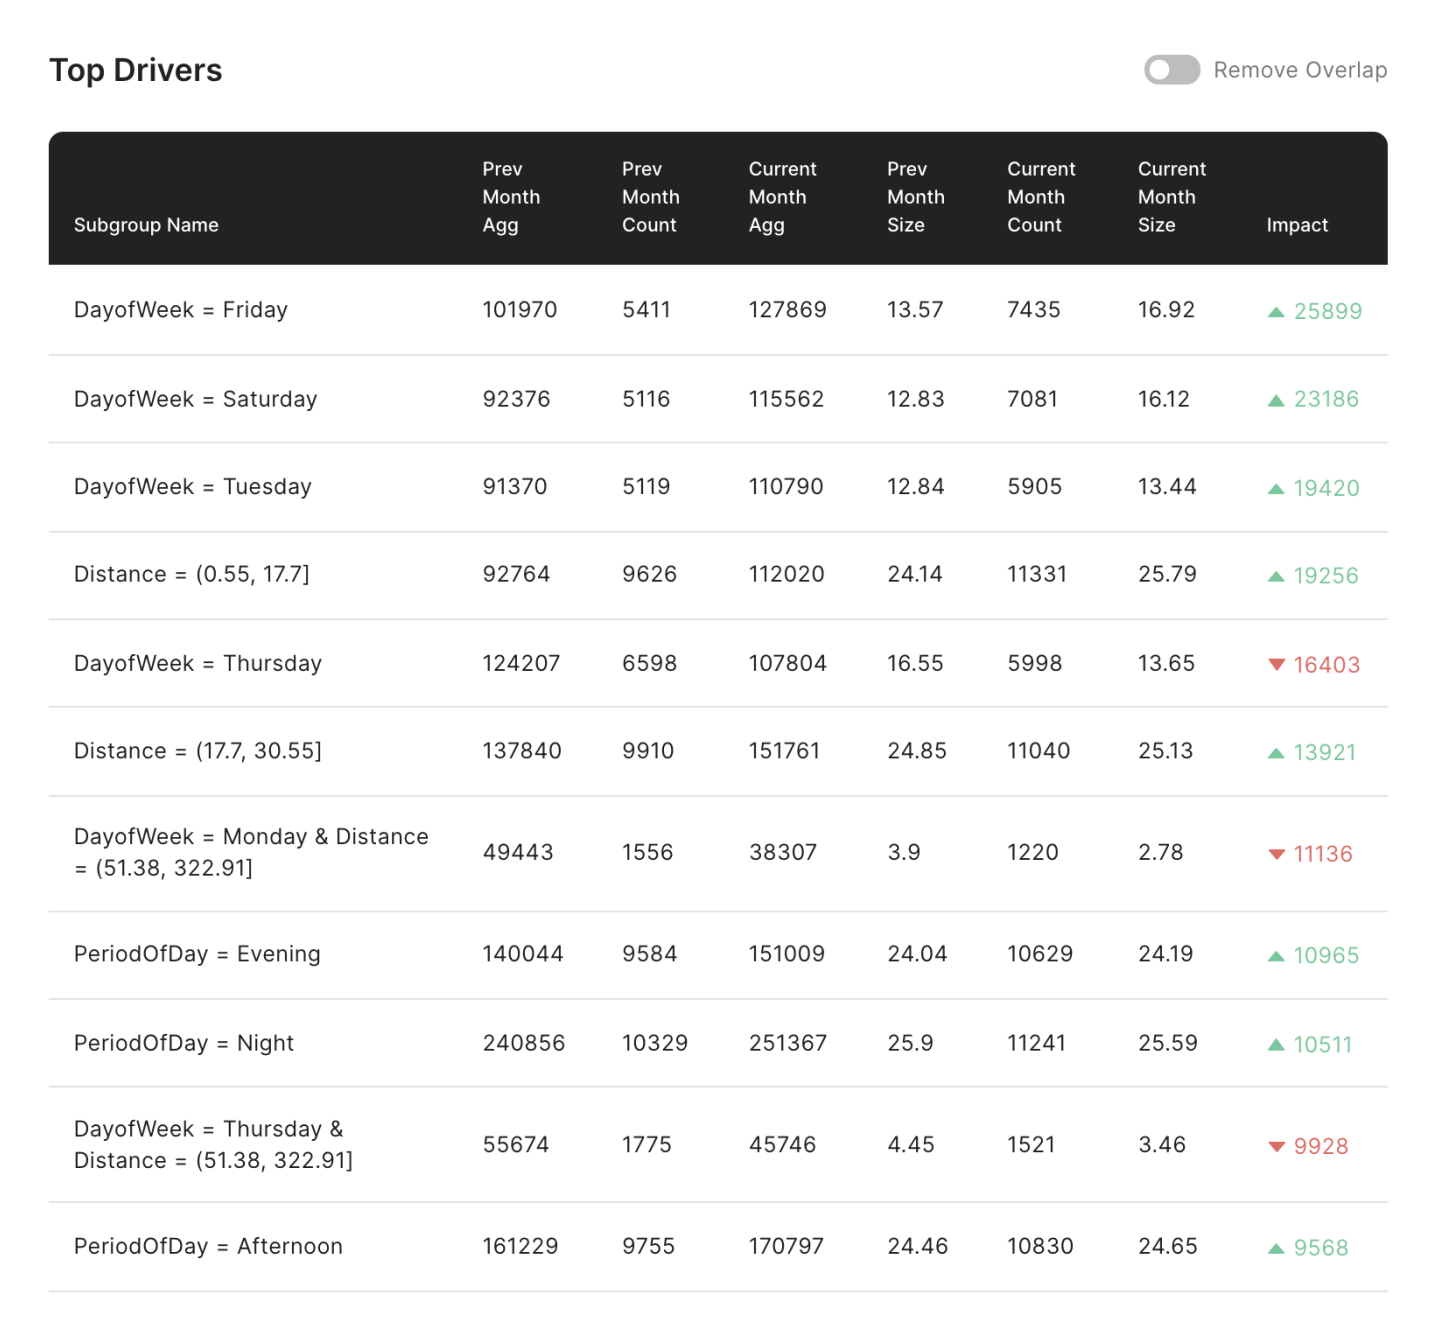 Top Drivers
Remove Overlap
Subgroup Name Prev Month Agg Prev Month Count Current Month Agg Prev Month Size Current Month Count Current Month Size Impact
DayofWeek = Friday 101970 5411 127869 13.57 7435 16.92 25899
DayofWeek = Saturday 92376 5116 115562 12.83 7081 16.12 23186
DayofWeek = Tuesday 91370 5119 110790 12.84 5905 13.44 19420
Distance = (0.55, 17.7] 92764 9626 112020 24.14 11331 25.79 19256
DayofWeek = Thursday 124207 6598 107804 16.55 5998 13.65 16403
Distance = (17.7, 30.55] 137840 9910 151761 24.85 11040 25.13 13921
DayofWeek = Monday & Distance
= (51.38, 322.91] 49443 1556 38307 3.9 1220 2.78 11136
PeriodOfDay = Evening 140044 9584 151009 24.04 10629 24.19 10965
PeriodOfDay = Night 240856 10329 251367 25.9 11241 25.59 10511
DayofWeek = Thursday &
Distance = (51.38, 322.91] 55674 1775 45746 4.45 1521 3.46 9928
PeriodOfDay = Afternoon 161229 9755 170797 24.46 10830 24.65 9568